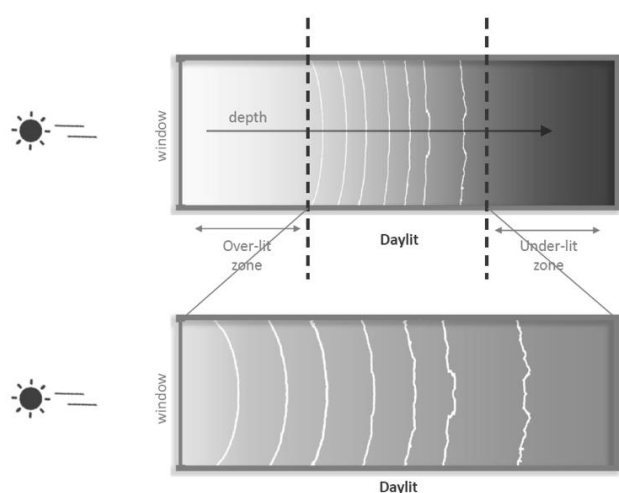 depth
window
Over-lit
zone
Daylit
Under-lit
zone
window
Daylit